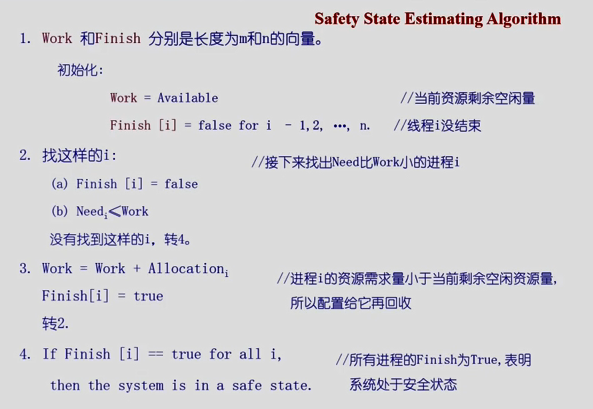 Safety State Estimating Algorithm
1. Work 和Finish 分别是长度为m和n的向量。
初始化:
Work = Available //当前资源剩余空闲量
Finish [i] = false for i - 1,2, …, n. //线程i没结束
2. 找这样的i: //接下来找出Need比Work小的进程i
(a) Finish [i] = false
(b) Needi≤Work
没有找到这样的i, 转4。
3. Work = Work + Allocationi //进程i的资源需求量小于当前剩余空闲资源量,
Finish[i] = true 所以配置给它再回收
转2.
4. If Finish [i] == true for all i, //所有进程的Finish为True,表明
then the system is in a safe state. 系统处于安全状态